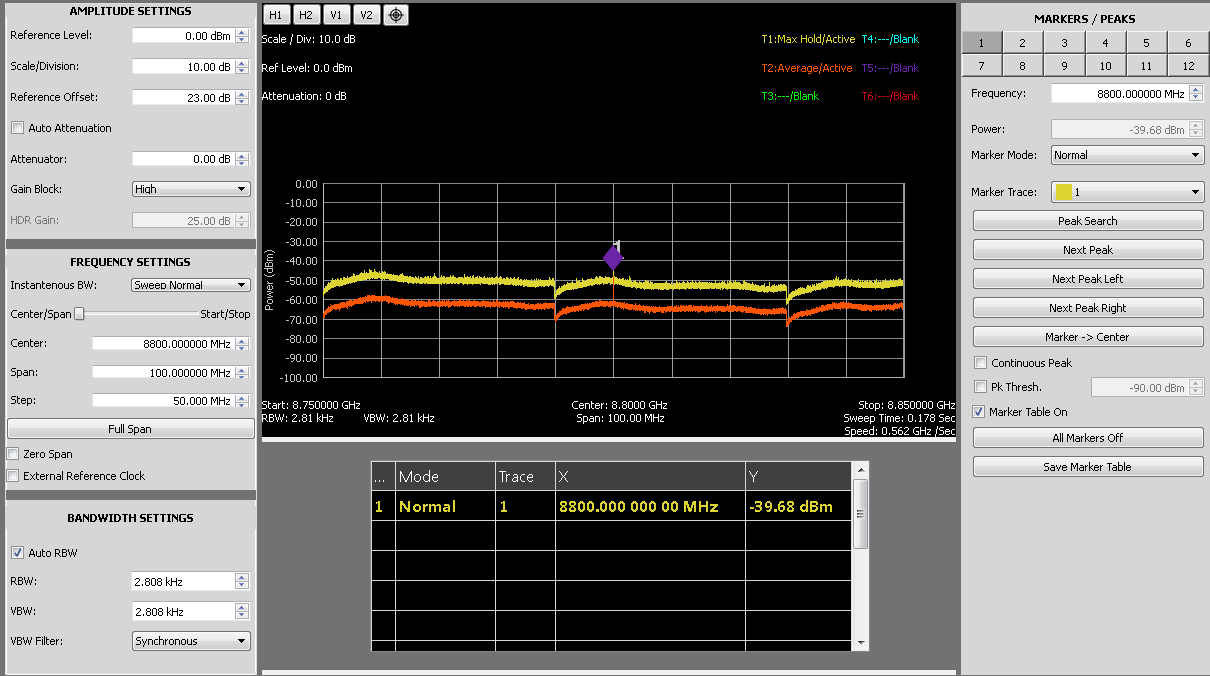 AMPLITUDE SETTINGS
Reference Level: 0.00 dBm
Scale/Division: 10.00 dB
Reference Offset: 23.00 dB
Auto Attenuation
Attenuator: 0.00 dB
Gain Block: High
HDR Gain: 25.00 dB
FREQUENCY SETTINGS
Instantenous BW: Sweep Normal
Center/Span Start/Stop
Center: 8800.000000 MHz
Span: 100.000000 MHz
Step: 50.000 MHz
Full Span
Zero Span
External Reference Clock
BANDWIDTH SETTINGS
Auto RBW
RBW: 2.808 kHz
VBW: 2.808 kHz
VBW Filter: Synchronous
H1 H2 V1 V2
Scale / Div: 10.0 dB
Ref Level: 0.0 dBm
Attenuation: 0 dB
T1:Max Hold/Active T4:---/Blank
T2:Average/Active T5:---/Blank
T3:---/Blank T6:---/Blank
Power (dBm)
0.00
-10.00
-20.00
-30.00
-40.00
-50.00
-60.00
-70.00
-80.00
-90.00
-100.00
1
Start: 8.750000 GHz Center: 8.8000 GHz Stop: 8.850000 GHz
RBW: 2.81 kHz VBW: 2.81 kHz Span: 100.00 MHz Sweep Time: 0.178 Sec
Speed: 0.562 GHz /Sec
... Mode Trace X Y
1 Normal 1 8800.000 000 00 MHz -39.68 dBm
MARKERS / PEAKS
1 2 3 4 5 6
7 8 9 10 11 12
Frequency: 8800.000000 MHz
Power: -39.68 dBm
Marker Mode: Normal
Marker Trace: 1
Peak Search
Next Peak
Next Peak Left
Next Peak Right
Marker -> Center
Continuous Peak
Pk Thresh. -90.00 dBm
Marker Table On
All Markers Off
Save Marker Table